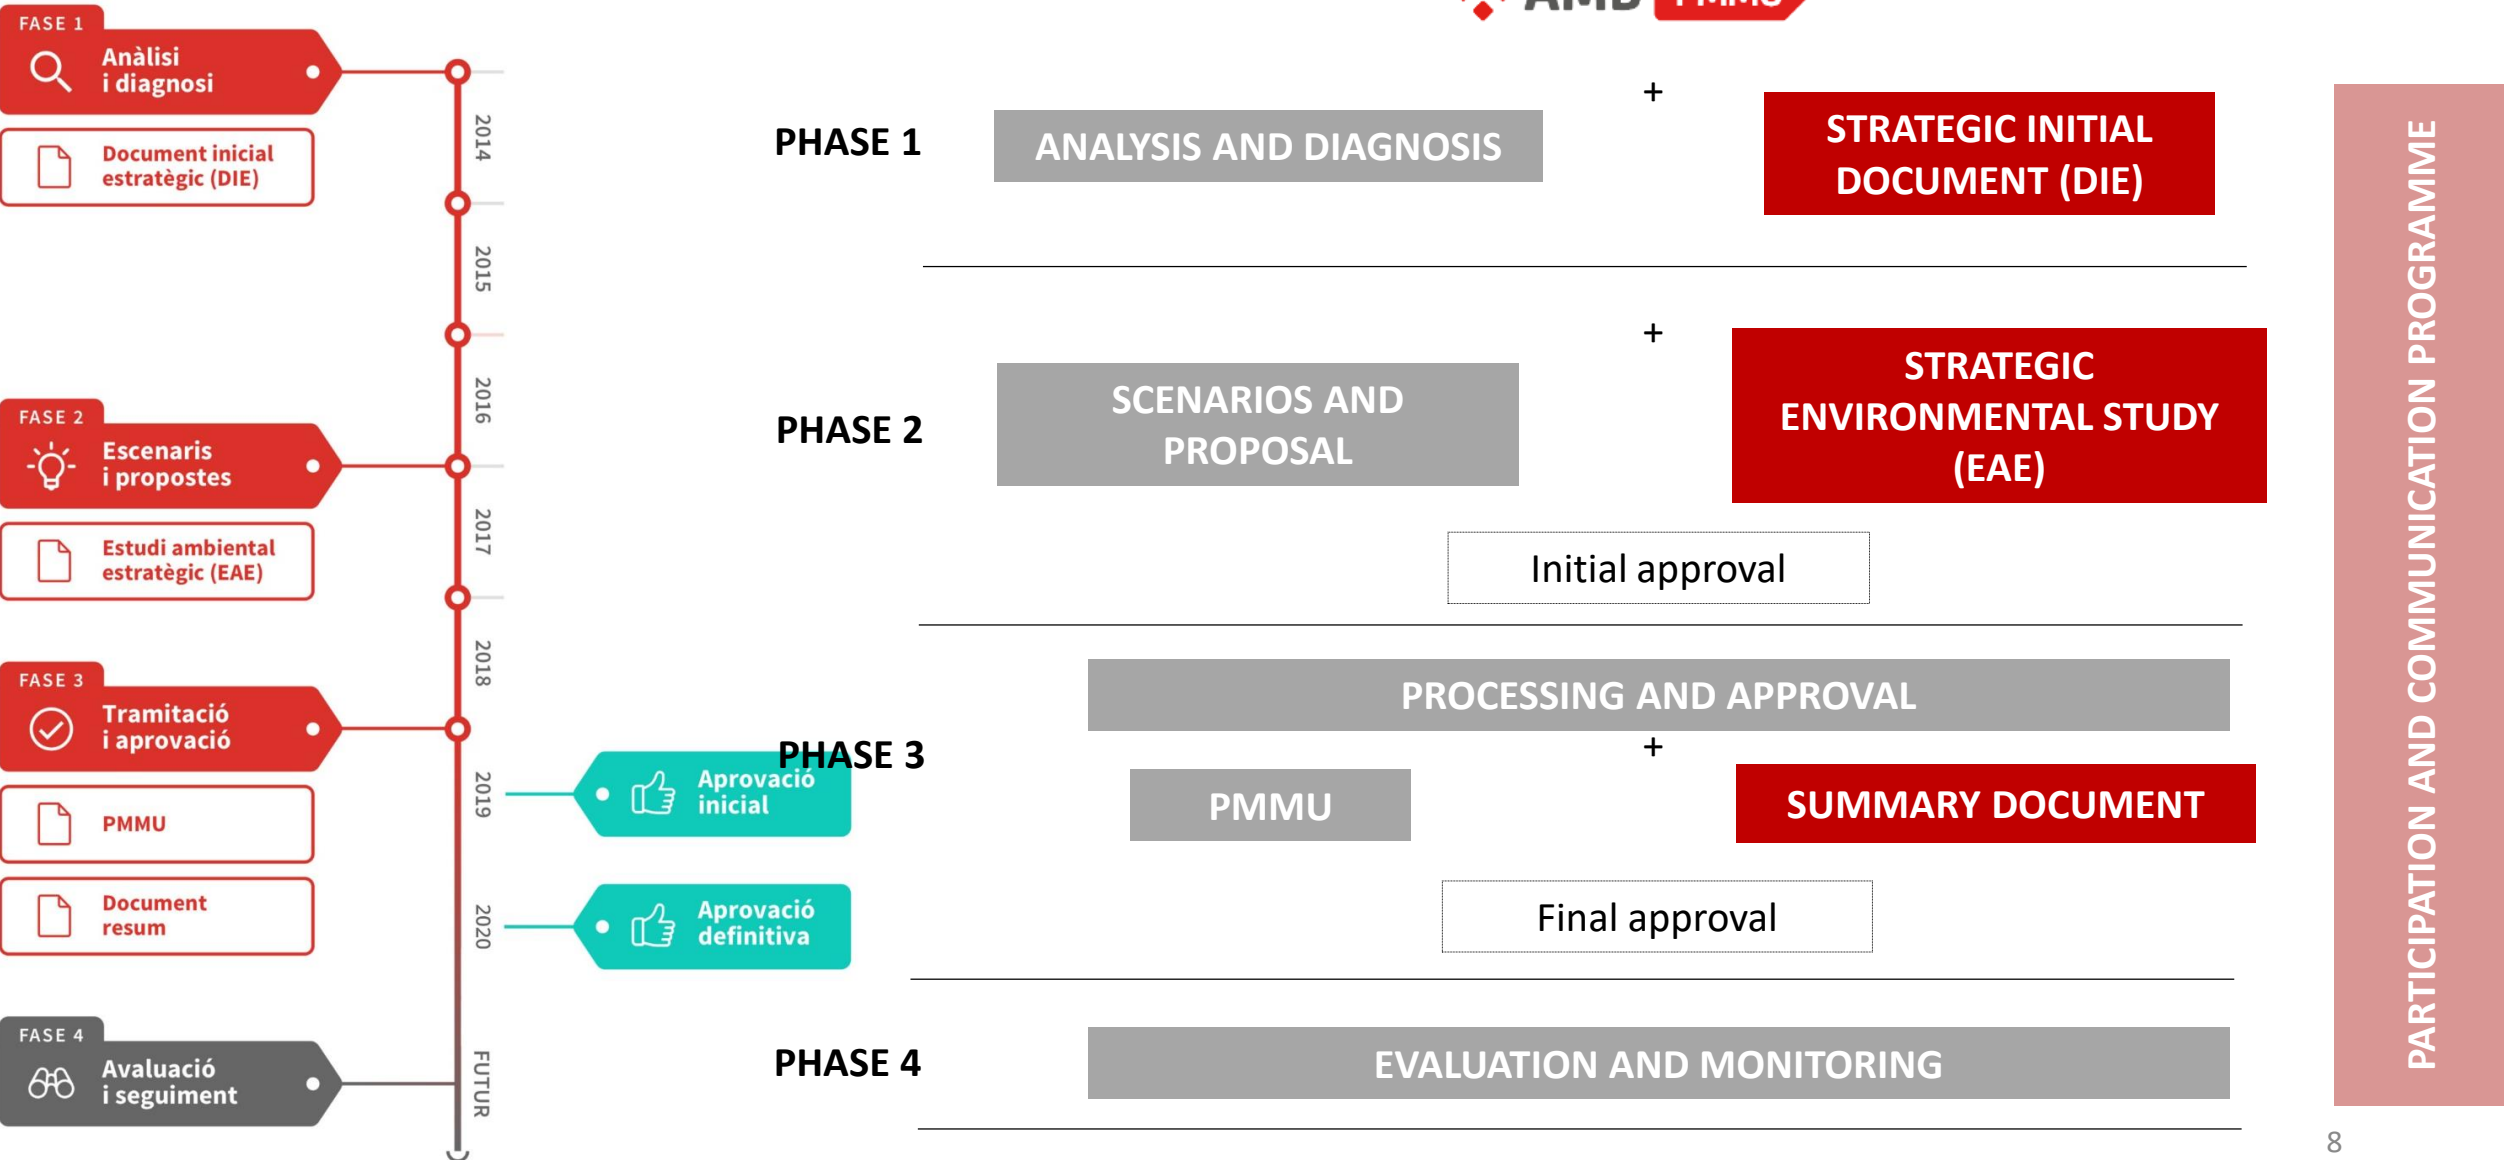 FASE 1
Anàlisi
i diagnosi
Document inicial
estratègic (DIE)
FASE 2
Escenaris
i propostes
Estudi ambiental
estratègic (EAE)
FASE 3
Tramitació
i aprovació
PMMU
Document
resum
FASE 4
Avaluació
i seguiment
2014
2015
2016
2017
2018
2019
2020
FUTUR
Aprovació
inicial
Aprovació
definitiva
AMB PMMU
PHASE 1
ANALYSIS AND DIAGNOSIS
+
STRATEGIC INITIAL
DOCUMENT (DIE)
PHASE 2
SCENARIOS AND
PROPOSAL
+
STRATEGIC
ENVIRONMENTAL STUDY
(EAE)
Initial approval
PROCESSING AND APPROVAL
PHASE 3
+
PMMU
SUMMARY DOCUMENT
Final approval
PHASE 4
EVALUATION AND MONITORING
PARTICIPATION AND COMMUNICATION PROGRAMME
8